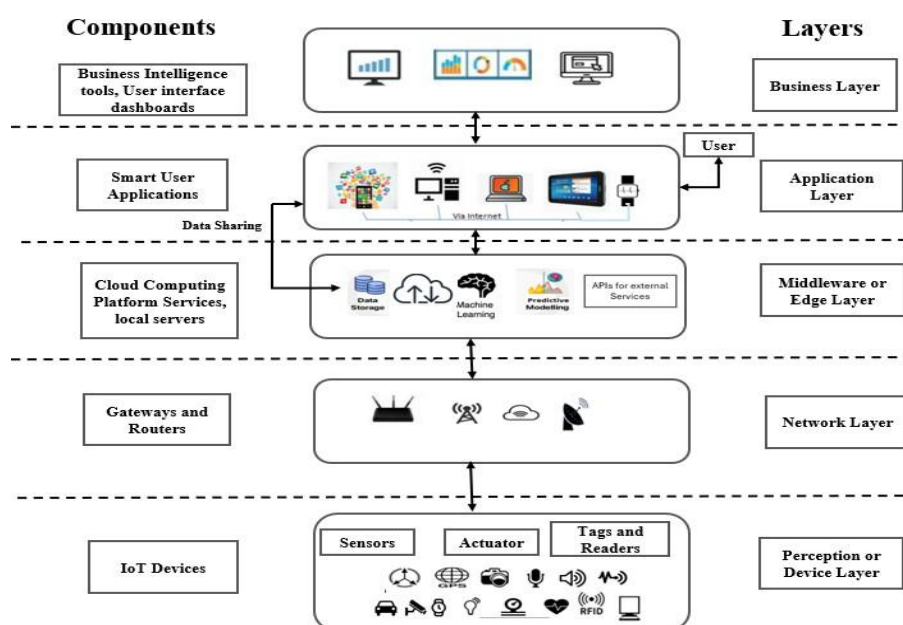 Components
Layers
Business Intelligence
tools, User interface
dashboards
Business Layer
User
Smart User
Applications
Via Internet
Application
Layer
Data Sharing
Cloud Computing
Platform Services,
local servers
Data
Storage
Machine
Learning
Predictive
Modelling
APIs for external
Services
Middleware or
Edge Layer
Gateways and
Routers
Network Layer
IoT Devices
Sensors
Actuator
Tags and
Readers
GPS
RFID
Perception or
Device Layer